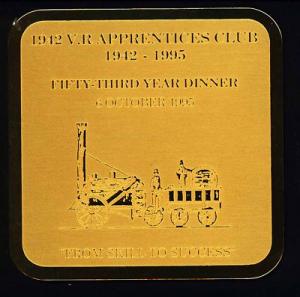 1942 V.R APPRENTICES CLUB
1942 - 1995
FIFTY-THIRD YEAR DINNER
6 OCTOBER 1995
"FROM SKILL TO SUCCESS"